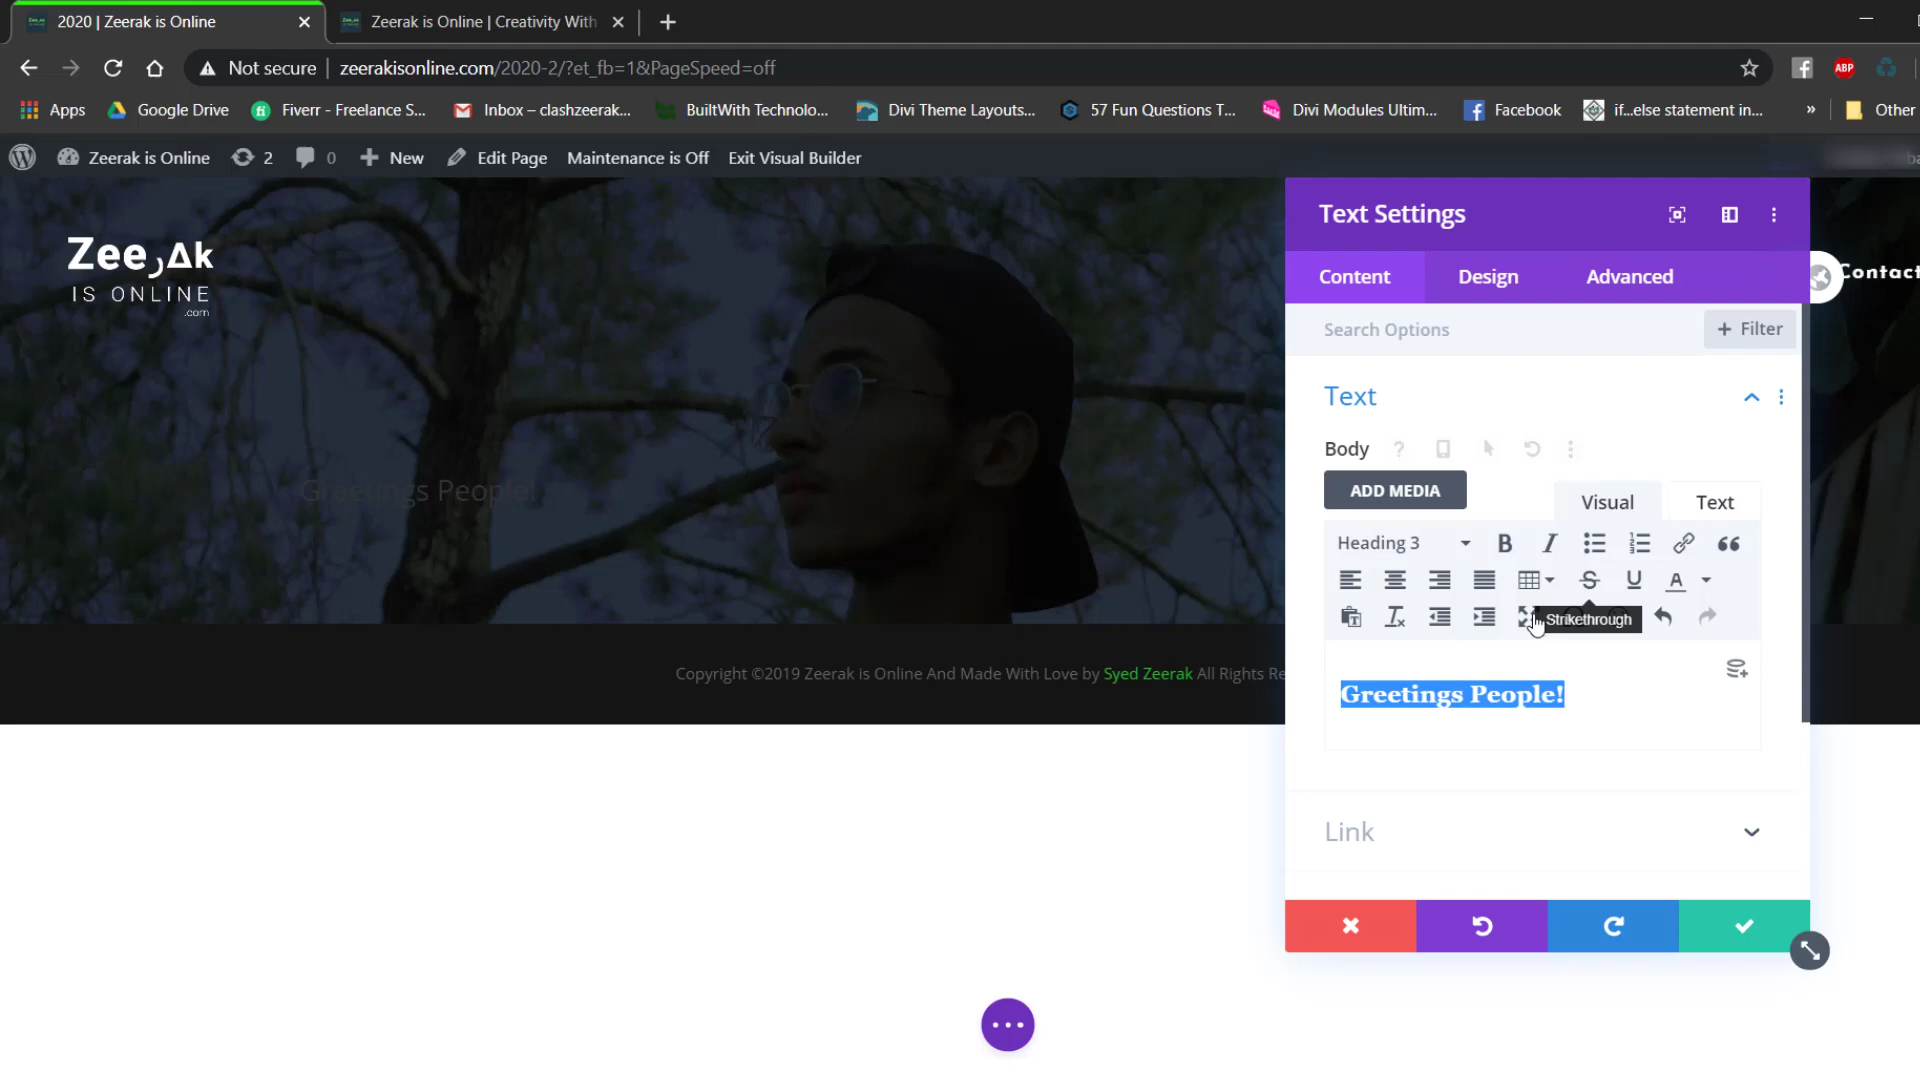 2020 | Zeerak is Online
Zeerak is Online | Creativity With
Not secure
zeerakisonline.com/2020-2/?et_fb=1&PageSpeed=off
ABP
Apps
Google Drive
Fiverr - Freelance S...
Inbox – clashzeerak...
BuiltWith Technolo...
Divi Theme Layouts...
57 Fun Questions T...
Divi Modules Ultim...
Facebook
if...else statement in...
»
Other
Zeerak is Online
2
0
New
Edit Page
Maintenance is Off
Exit Visual Builder
IS ONLINE
.com
Contact
Greetings People!
Copyright ©2019 Zeerak is Online And Made With Love by Syed Zeerak All Rights Re
Text Settings
Content
Design
Advanced
Search Options
+ Filter
Text
Body
ADD MEDIA
Visual
Text
Heading 3
Strikethrough
Greetings People!
Link